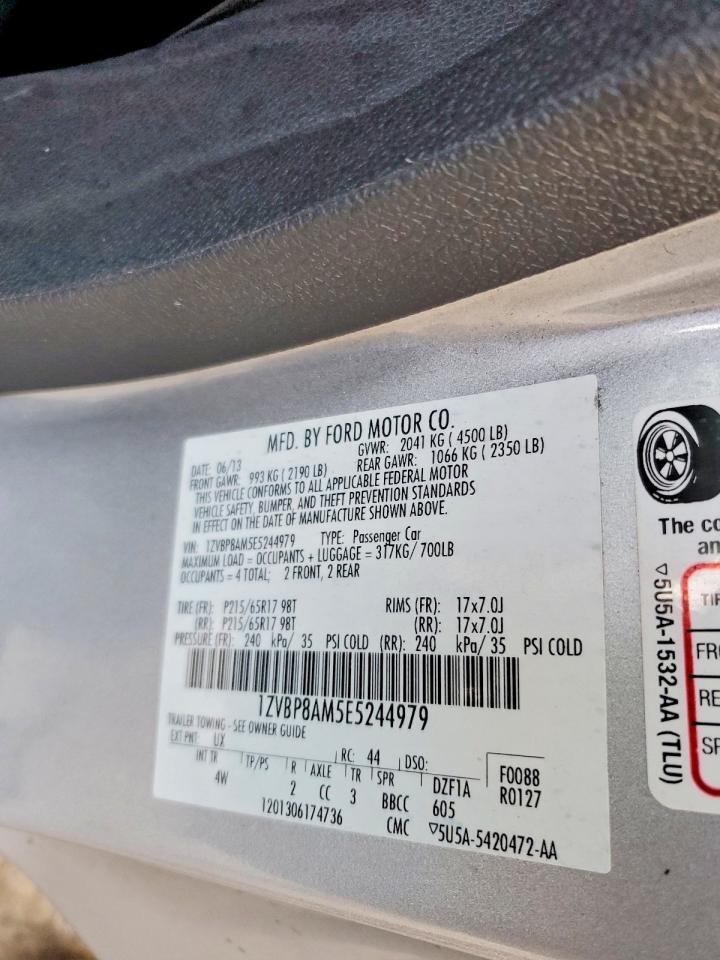 MFD. BY FORD MOTOR CO.
DATE: 06/13 GVWR: 2041 KG ( 4500 LB)
FRONT GAWR: 993 KG ( 2190 LB) REAR GAWR: 1066 KG ( 2350 LB)
THIS VEHICLE CONFORMS TO ALL APPLICABLE FEDERAL MOTOR
VEHICLE SAFETY, BUMPER, AND THEFT PREVENTION STANDARDS
IN EFFECT ON THE DATE OF MANUFACTURE SHOWN ABOVE.
VIN: 1ZVBP8AM5E5244979 TYPE: Passenger Car
MAXIMUM LOAD = OCCUPANTS + LUGGAGE = 317KG/ 700LB
OCCUPANTS = 4 TOTAL; 2 FRONT, 2 REAR
TIRE (FR): P215/65R17 98T RIMS (FR): 17x7.0J
(RR): P215/65R17 98T (RR): 17x7.0J
PRESSURE (FR): 240 kPa/ 35 PSI COLD (RR): 240 kPa/ 35 PSI COLD
1ZVBP8AM5E5244979
TRAILER TOWING - SEE OWNER GUIDE
EXT PNT: UX RC: 44 DSO: F0088
INT TR TP/PS R AXLE TR SPR R0127
4W 2 CC 3 BBCC DZF1A
605
1201306174736 CMC ▽5U5A-5420472-AA
The co
an
TIR
FRO
RE
SP
▽5U5A-1532-AA (TLU)